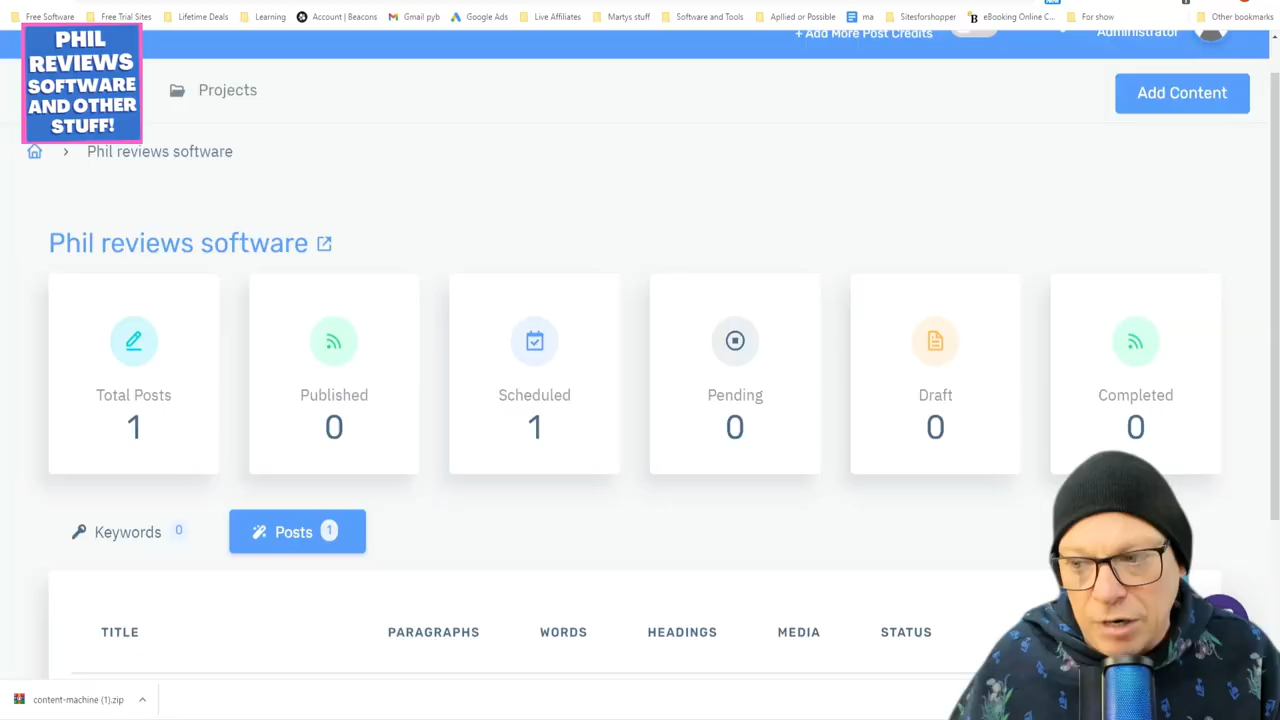 Free Software
Free Trial Sites
Lifetime Deals
Learning
Account | Beacons
Gmail pyb
Google Ads
Live Affiliates
Martys stuff
Software and Tools
Apllied or Possible
ma
Sitesforshopper
eBooking Online C...
For show
Other bookmarks
+ Add More Post Credits
Administrator
PHIL
REVIEWS
SOFTWARE
AND OTHER
STUFF!
Projects
Add Content
Phil reviews software
Phil reviews software
Total Posts
1
Published
0
Scheduled
1
Pending
0
Draft
0
Completed
0
Keywords 0
Posts 1
TITLE
PARAGRAPHS
WORDS
HEADINGS
MEDIA
STATUS
content-machine (1).zip